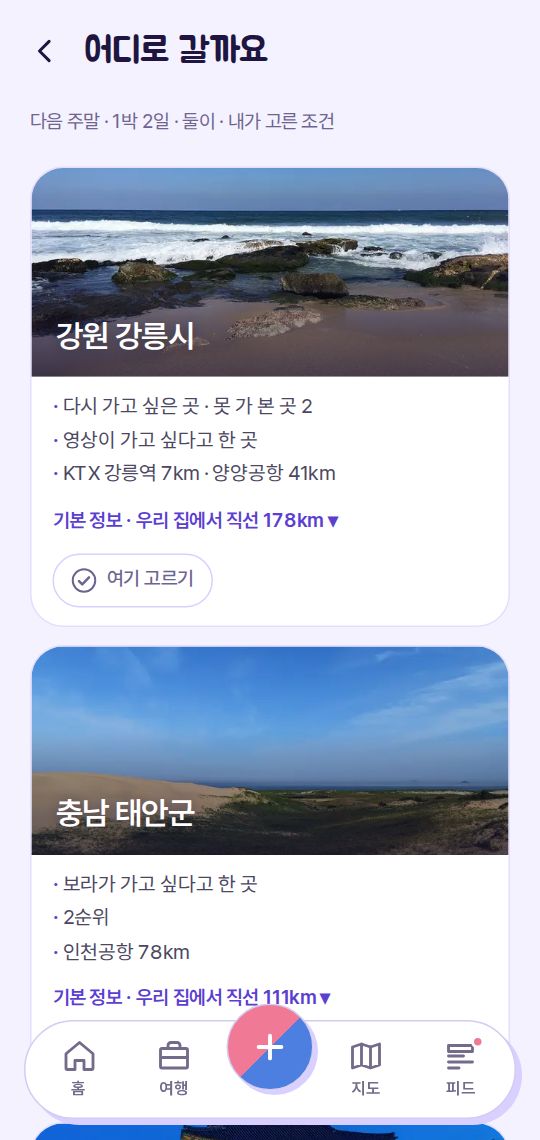 어디로 갈까요
다음 주말 · 1박 2일 · 둘이 · 내가 고른 조건
강원 강릉시
· 다시 가고 싶은 곳 · 못 가 본 곳 2
· 영상이 가고 싶다고 한 곳
· KTX 강릉역 7km · 양양공항 41km
기본 정보 · 우리 집에서 직선 178km ▾
여기 고르기
충남 태안군
· 보라가 가고 싶다고 한 곳
· 2순위
· 인천공항 78km
기본 정보 · 우리 집에서 직선 111km ▾
홈
여행
지도
피드